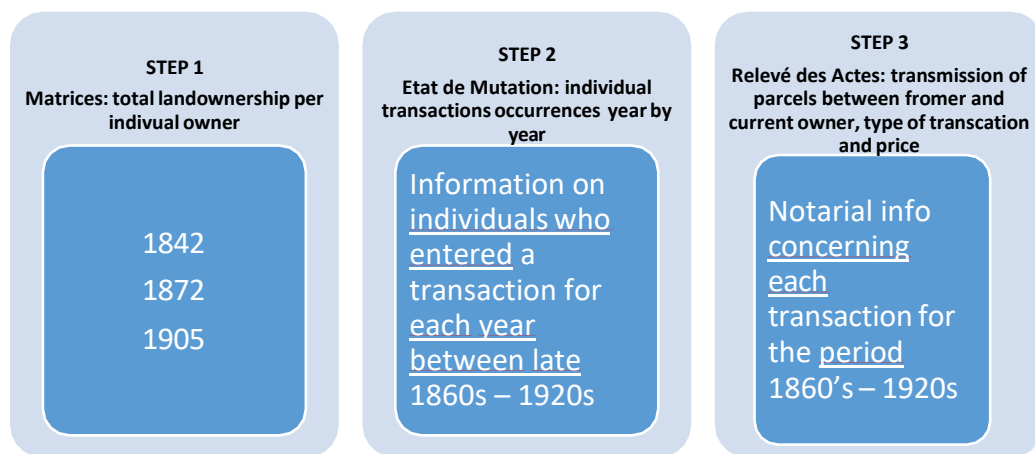 STEP 1
Matrices: total landownership per
indivual owner
1842
1872
1905
STEP 2
Etat de Mutation: individual
transactions occurrences year by
year
Information on
individuals who
entered a
transaction for
each year
between late
1860s – 1920s
STEP 3
Relevé des Actes: transmission of
parcels between fromer and
current owner, type of transcation
and price
Notarial info
concerning
each
transaction for
the period
1860's – 1920s